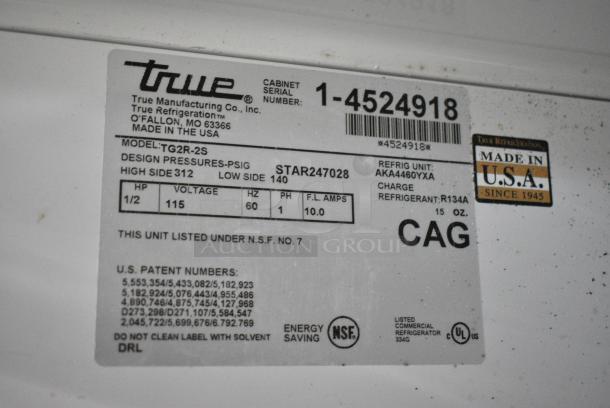 true®
True Manufacturing Co., Inc.
True Refrigeration™
O'FALLON, MO 63366
MADE IN THE USA
CABINET
SERIAL
NUMBER: 1-4524918
*4524918*
MODEL: TG2R-2S
DESIGN PRESSURES-PSIG STAR247028
HIGH SIDE 312 LOW SIDE 140
REFRIG UNIT:
AKA4460YXA
CHARGE
REFRIGERANT: R134A
15 OZ.
HP VOLTAGE HZ PH F.L. AMPS
1/2 115 60 1 10.0
THIS UNIT LISTED UNDER N.S.F. NO. 7
CAG
AUCTION GROUP
U.S. PATENT NUMBERS:
5,553,354/5,433,082/5,182,923
5,182,924/5,076,443/4,955,486
4,890,746/4,875,745/4,127,968
D273,298/D271,107/5,584,547
2,045,722/5,699,676/6.792.769
DO NOT CLEAN LABEL WITH SOLVENT
DRL
ENERGY
SAVING
NSF®
LISTED
COMMERCIAL
REFRIGERATOR
334G
C UL US
TRUE REFRIGERATION
MADE IN
U.S.A.
SINCE 1945